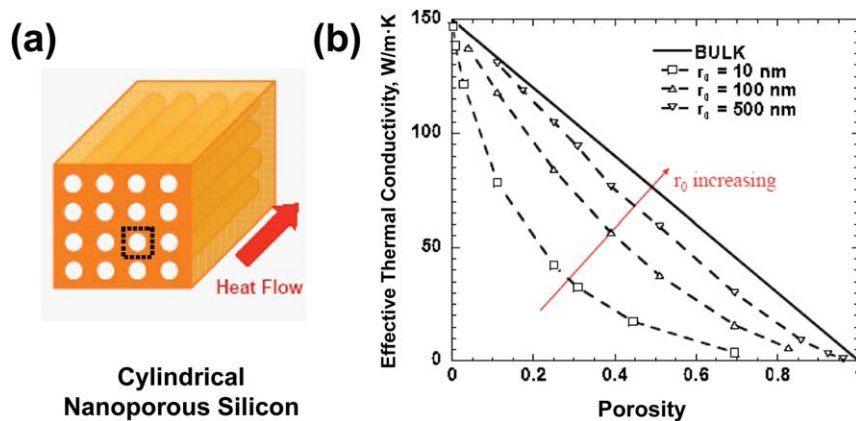 (a)
Heat Flow
Cylindrical
Nanoporous Silicon
(b)
Effective Thermal Conductivity, W/m·K
150
100
50
0
BULK
r₀ = 10 nm
r₀ = 100 nm
r₀ = 500 nm
r₀ increasing
0 0.2 0.4 0.6 0.8 1
Porosity